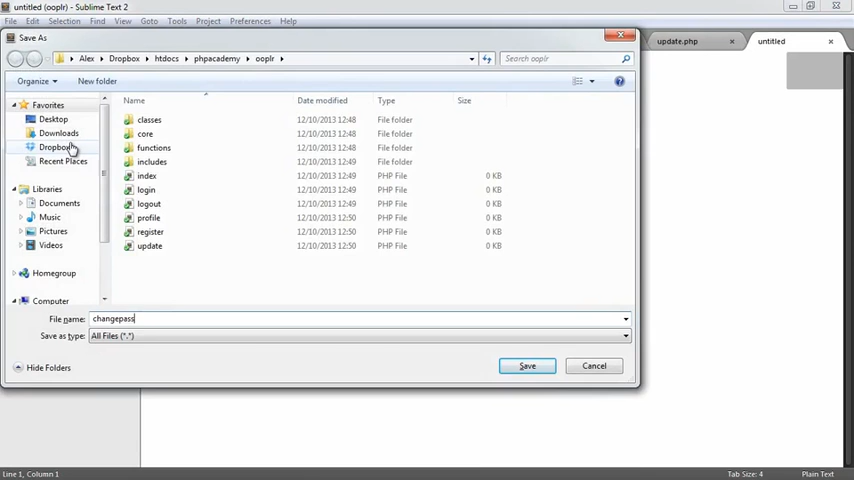 untitled (ooplr) - Sublime Text 2
File Edit Selection Find View Goto Tools Project Preferences Help
Save As
update.php untitled
Alex Dropbox htdocs phpacademy ooplr Search ooplr
Organize New folder
Favorites
Desktop
Downloads
Dropbox
Recent Places
Libraries
Documents
Music
Pictures
Videos
Homegroup
Computer
Name Date modified Type Size
classes 12/10/2013 12:48 File folder
core 12/10/2013 12:48 File folder
functions 12/10/2013 12:48 File folder
includes 12/10/2013 12:49 File folder
index 12/10/2013 12:49 PHP File 0 KB
login 12/10/2013 12:49 PHP File 0 KB
logout 12/10/2013 12:49 PHP File 0 KB
profile 12/10/2013 12:50 PHP File 0 KB
register 12/10/2013 12:50 PHP File 0 KB
update 12/10/2013 12:50 PHP File 0 KB
File name: changepass
Save as type: All Files (*.*)
Hide Folders Save Cancel
Line 1, Column 1 Tab Size: 4 Plain Text